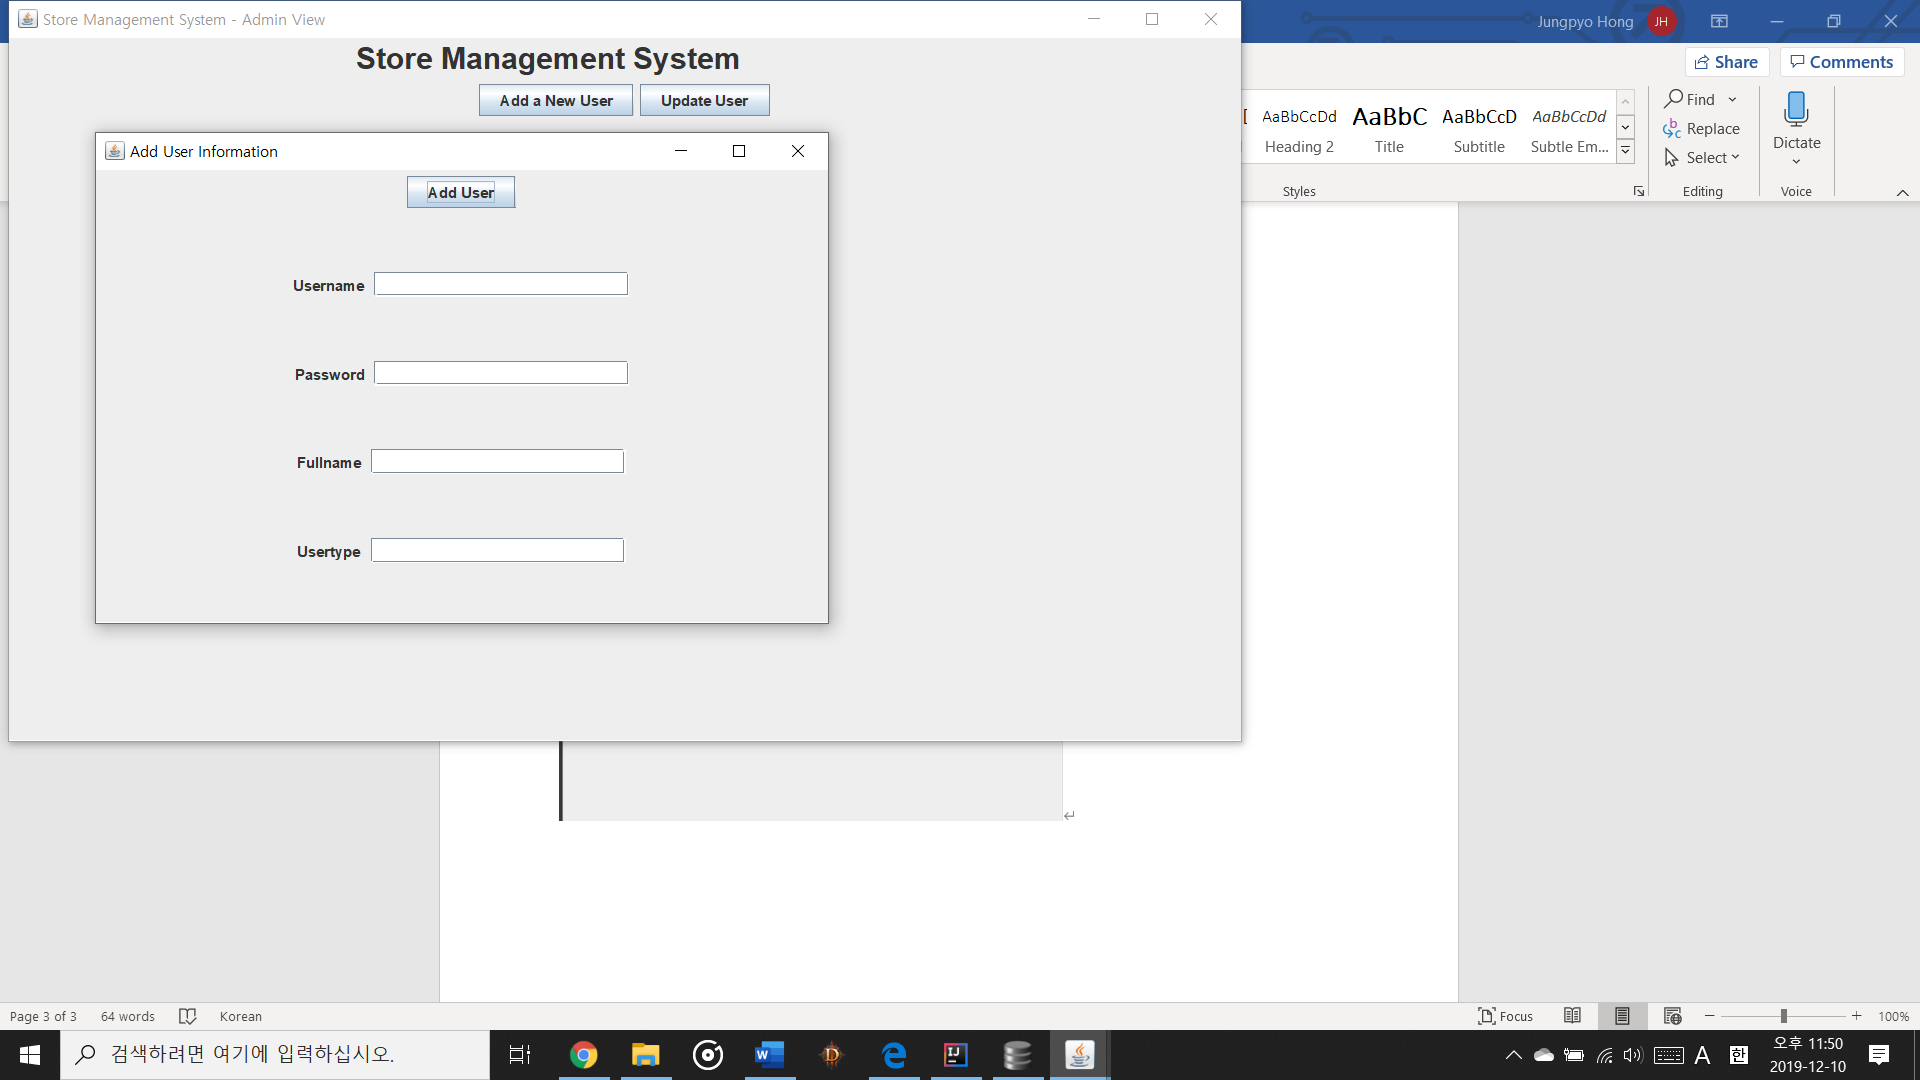 Store Management System - Admin View
Jungpyo Hong
JH
Store Management System
Share
Comments
Add a New User
Update User
AaBbCcDd
AaBbC
AaBbCcD
AaBbCcDd
Find
Replace
Select
Dictate
Heading 2
Title
Subtitle
Subtle Em...
Styles
Editing
Voice
Add User Information
Add User
Username
Password
Fullname
Usertype
Page 3 of 3
64 words
Korean
Focus
100%
검색하려면 여기에 입력하십시오.
W
D
IJ
A
한
오후 11:50
2019-12-10